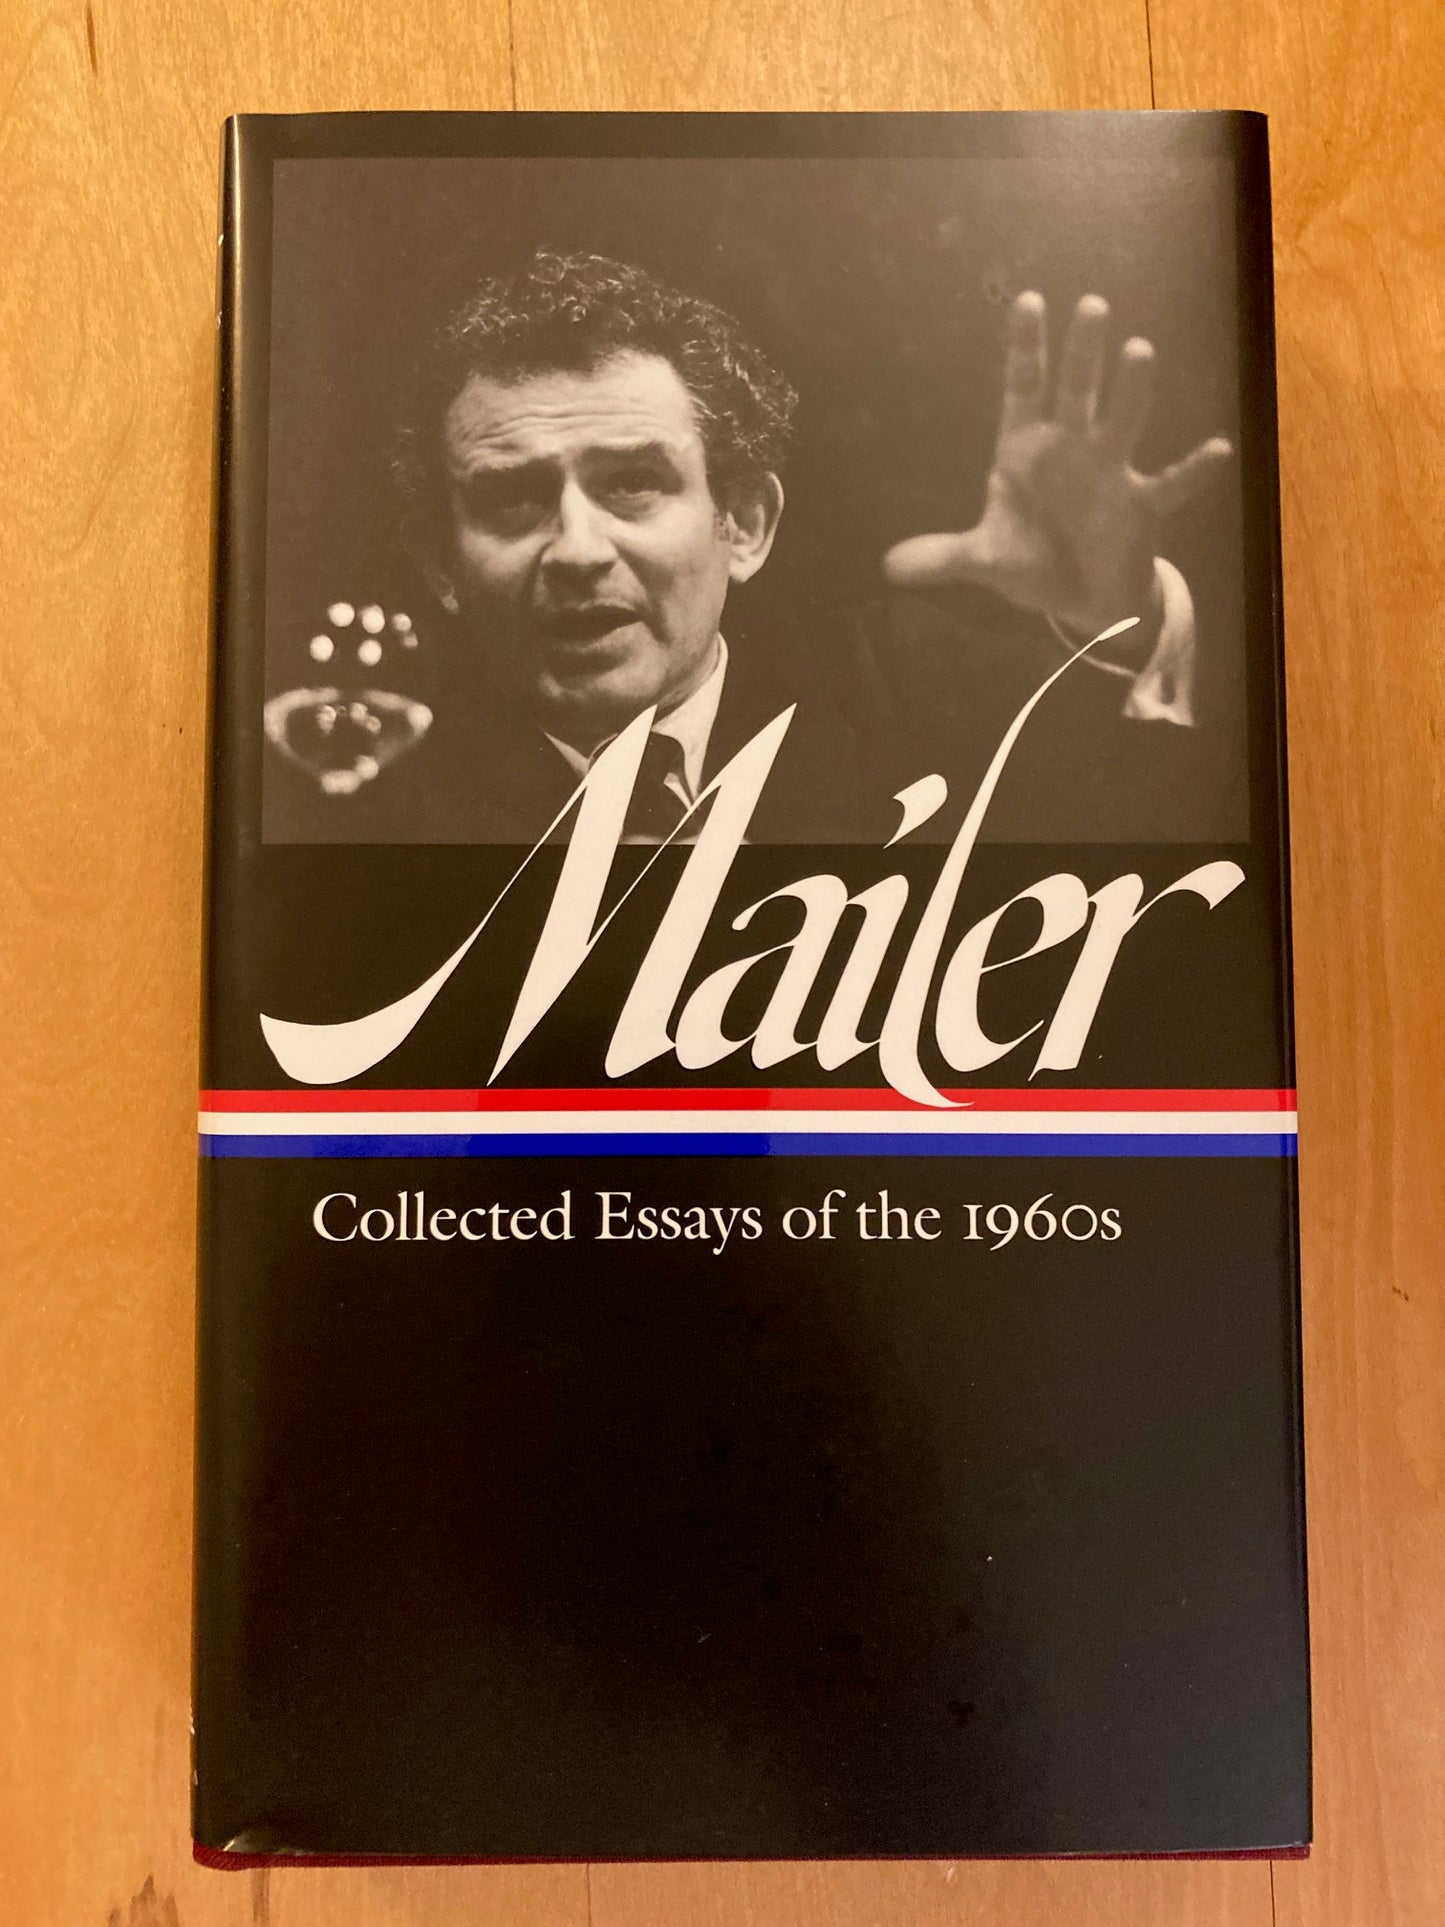 Mailer
Collected Essays of the 1960s